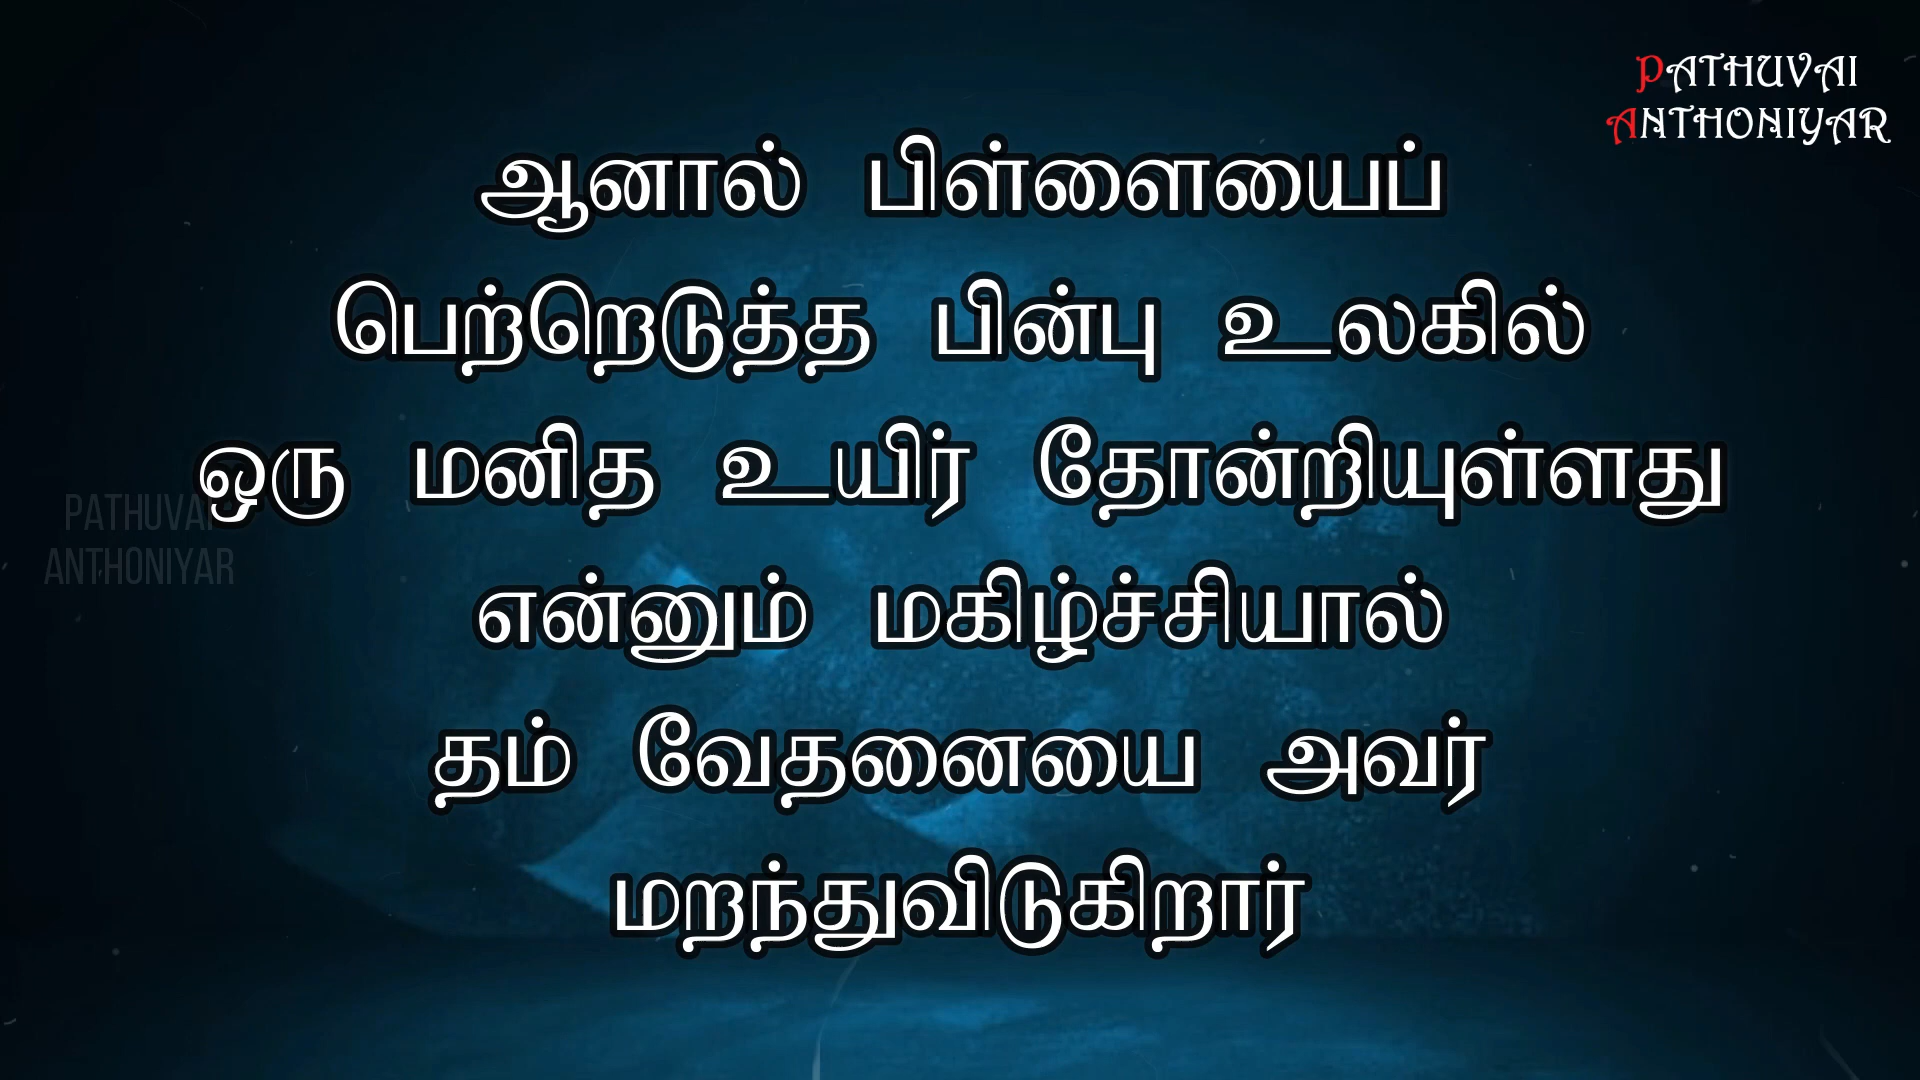 PATHUVAI
ANTHONIYAR
ஆனால் பிள்ளையைப்
பெற்றெடுத்த பின்பு உலகில்
ஒரு மனித உயிர் தோன்றியுள்ளது
என்னும் மகிழ்ச்சியால்
தம் வேதனையை அவர்
மறந்துவிடுகிறார்
PATHUVAI
ANTHONIYAR